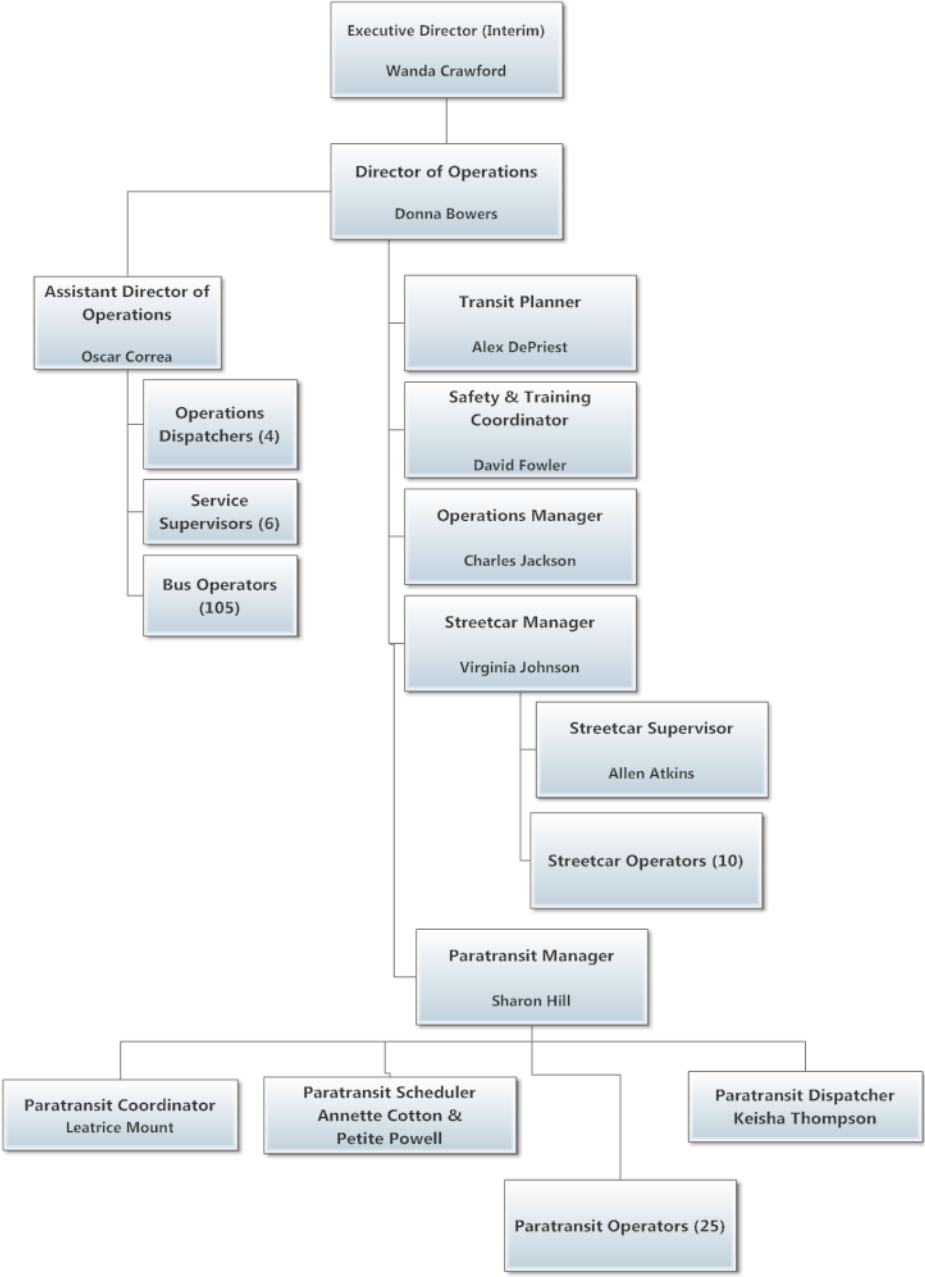 Executive Director (Interim)
Wanda Crawford
Director of Operations
Donna Bowers
Assistant Director of
Operations
Oscar Correa
Operations
Dispatchers (4)
Service
Supervisors (6)
Bus Operators
(105)
Transit Planner
Alex DePriest
Safety & Training
Coordinator
David Fowler
Operations Manager
Charles Jackson
Streetcar Manager
Virginia Johnson
Streetcar Supervisor
Allen Atkins
Streetcar Operators (10)
Paratransit Manager
Sharon Hill
Paratransit Coordinator
Leatrice Mount
Paratransit Scheduler
Annette Cotton &
Petite Powell
Paratransit Dispatcher
Keisha Thompson
Paratransit Operators (25)